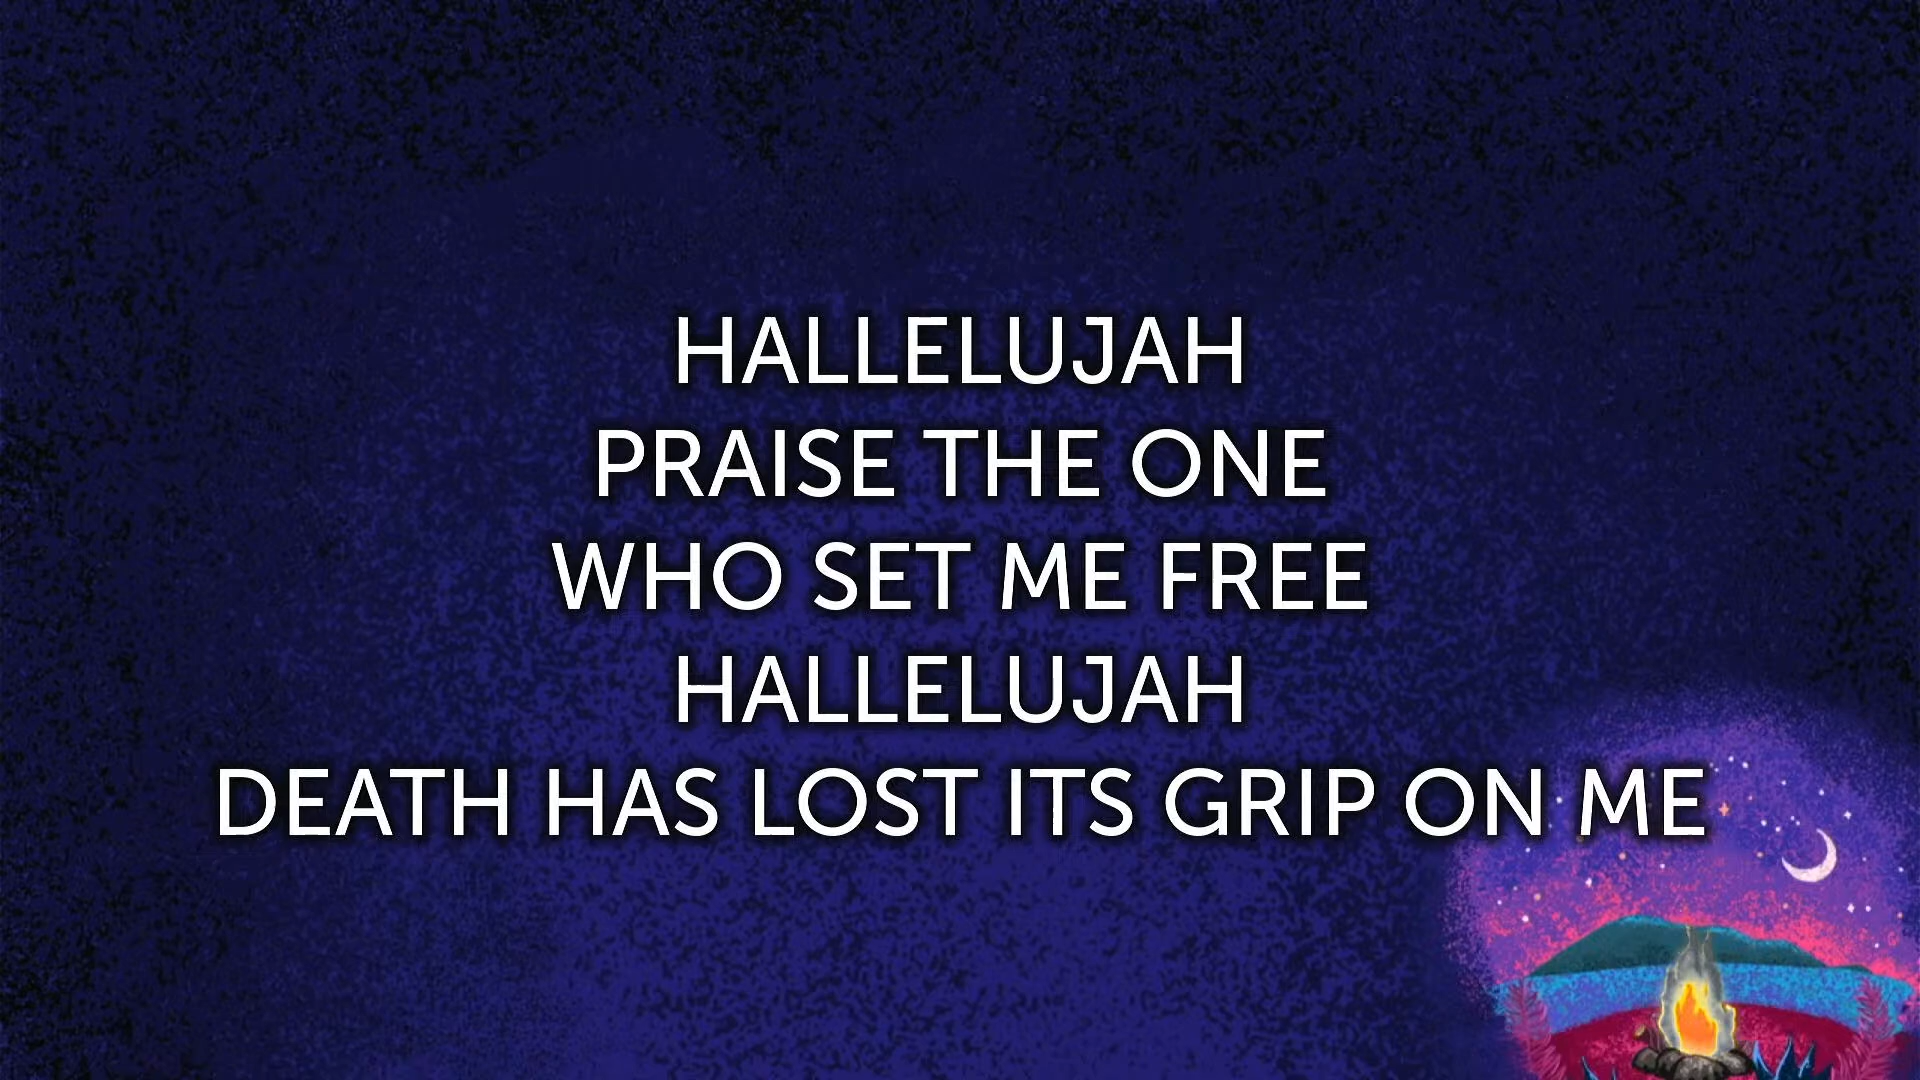 HALLELUJAH
PRAISE THE ONE
WHO SET ME FREE
HALLELUJAH
DEATH HAS LOST ITS GRIP ON ME